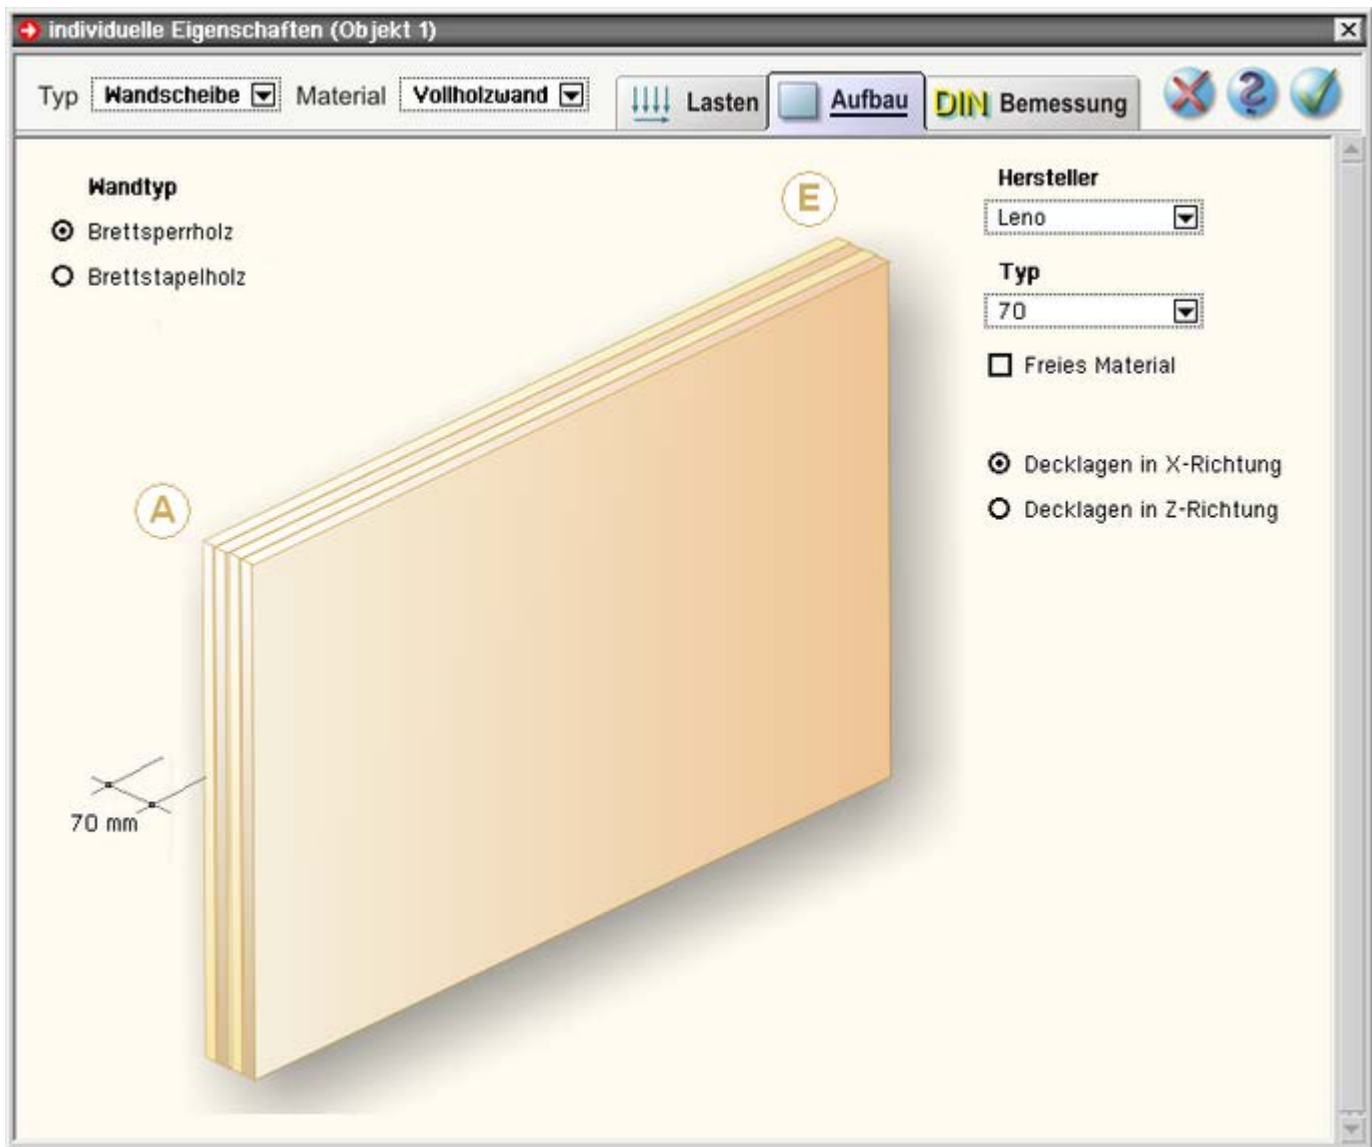 individuelle Eigenschaften (Objekt 1)
Typ Wandscheibe Material Vollholzwand Lasten Aufbau DIN Bemessung
Wandtyp
Brettsperrholz
Brettstapelholz
E
A
70 mm
Hersteller
Leno
Typ
70
Freies Material
Decklagen in X-Richtung
Decklagen in Z-Richtung